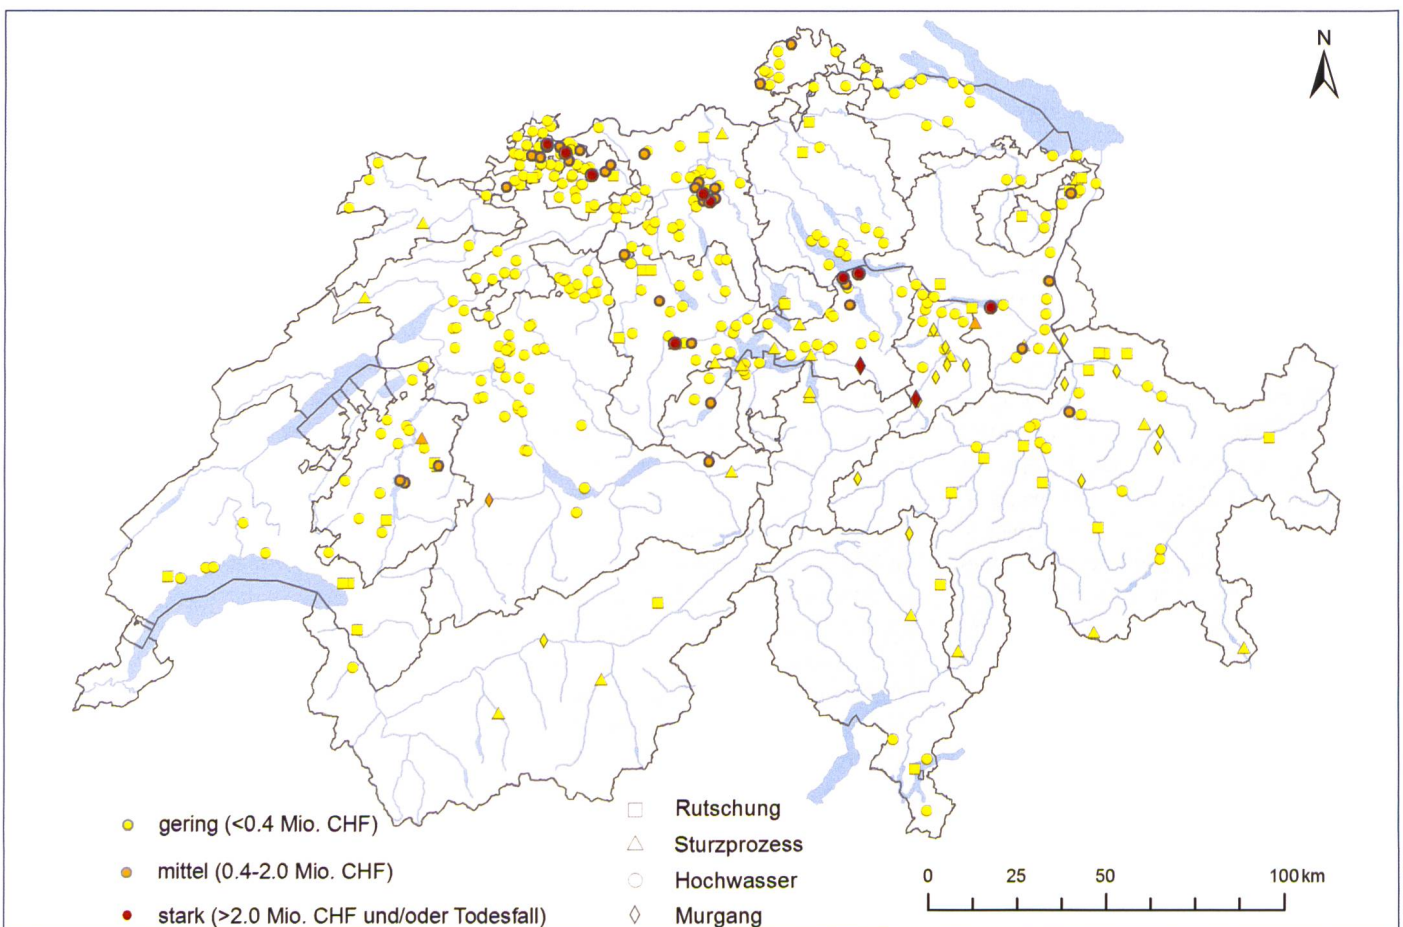 N
gering (<0.4 Mio. CHF)
mittel (0.4-2.0 Mio. CHF)
stark (>2.0 Mio. CHF und/oder Todesfall)
Rutschung
Sturzprozess
Hochwasser
Murgang
0 25 50 100 km